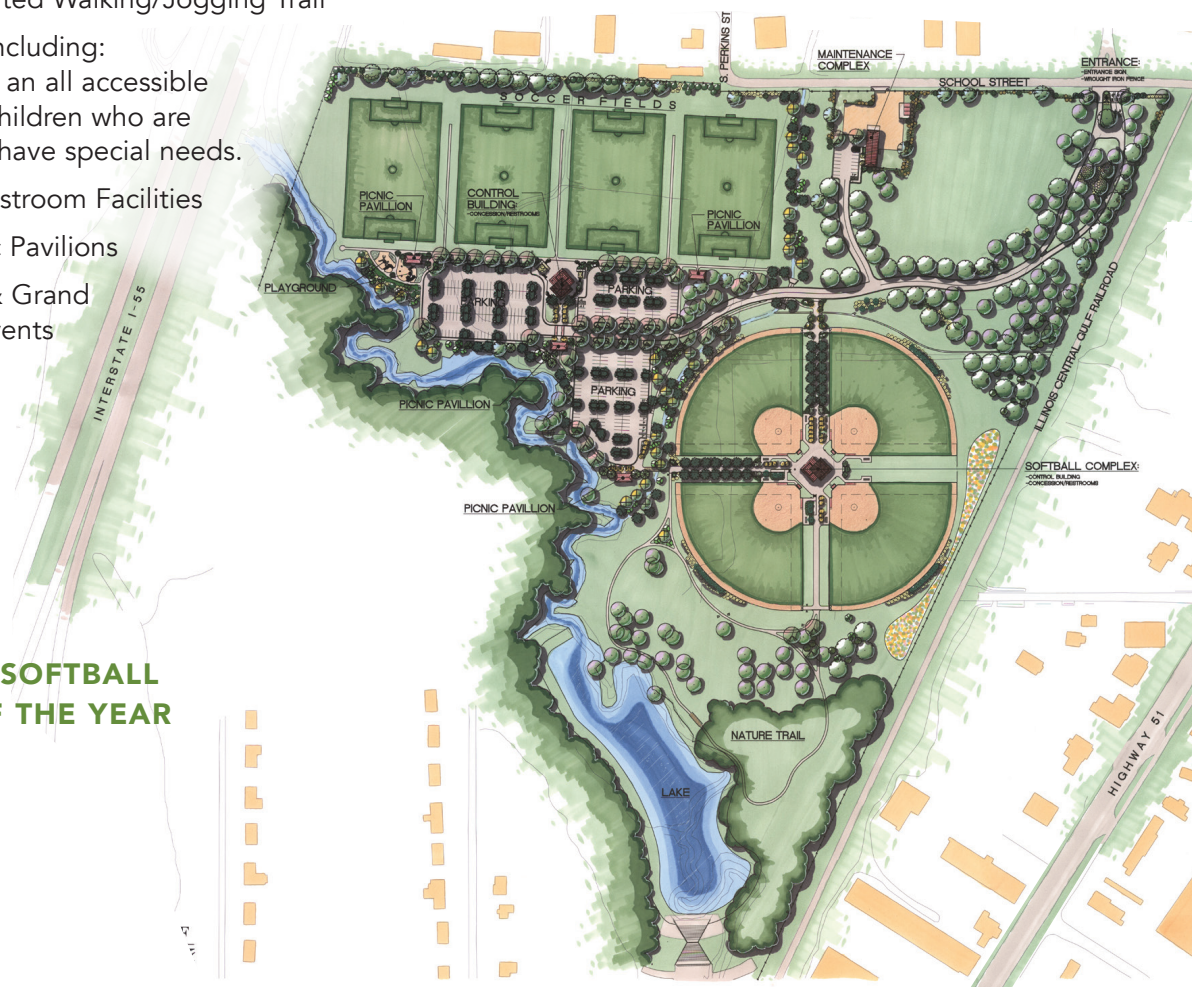 ted Walking/Jogging Trail
ncluding:
an all accessible
hildren who are
have special needs.
stroom Facilities
Pavilions
Grand
ents
SOFTBALL
THE YEAR
S. PERKINS ST
MAINTENANCE
COMPLEX
SCHOOL STREET
ENTRANCE:
-ENTRANCE SIGN
-WROUGHT IRON FENCE
SOCCER FIELDS
PICNIC
PAVILLION
CONTROL
BUILDING:
-CONCESSION/RESTROOMS
PICNIC
PAVILLION
PLAYGROUND
PARKING
PARKING
INTERSTATE I-55
PICNIC PAVILLION
PARKING
ILLINOIS CENTRAL GULF RAILROAD
SOFTBALL COMPLEX:
-CONTROL BUILDING
-CONCESSION/RESTROOMS
PICNIC PAVILLION
NATURE TRAIL
LAKE
HIGHWAY 51